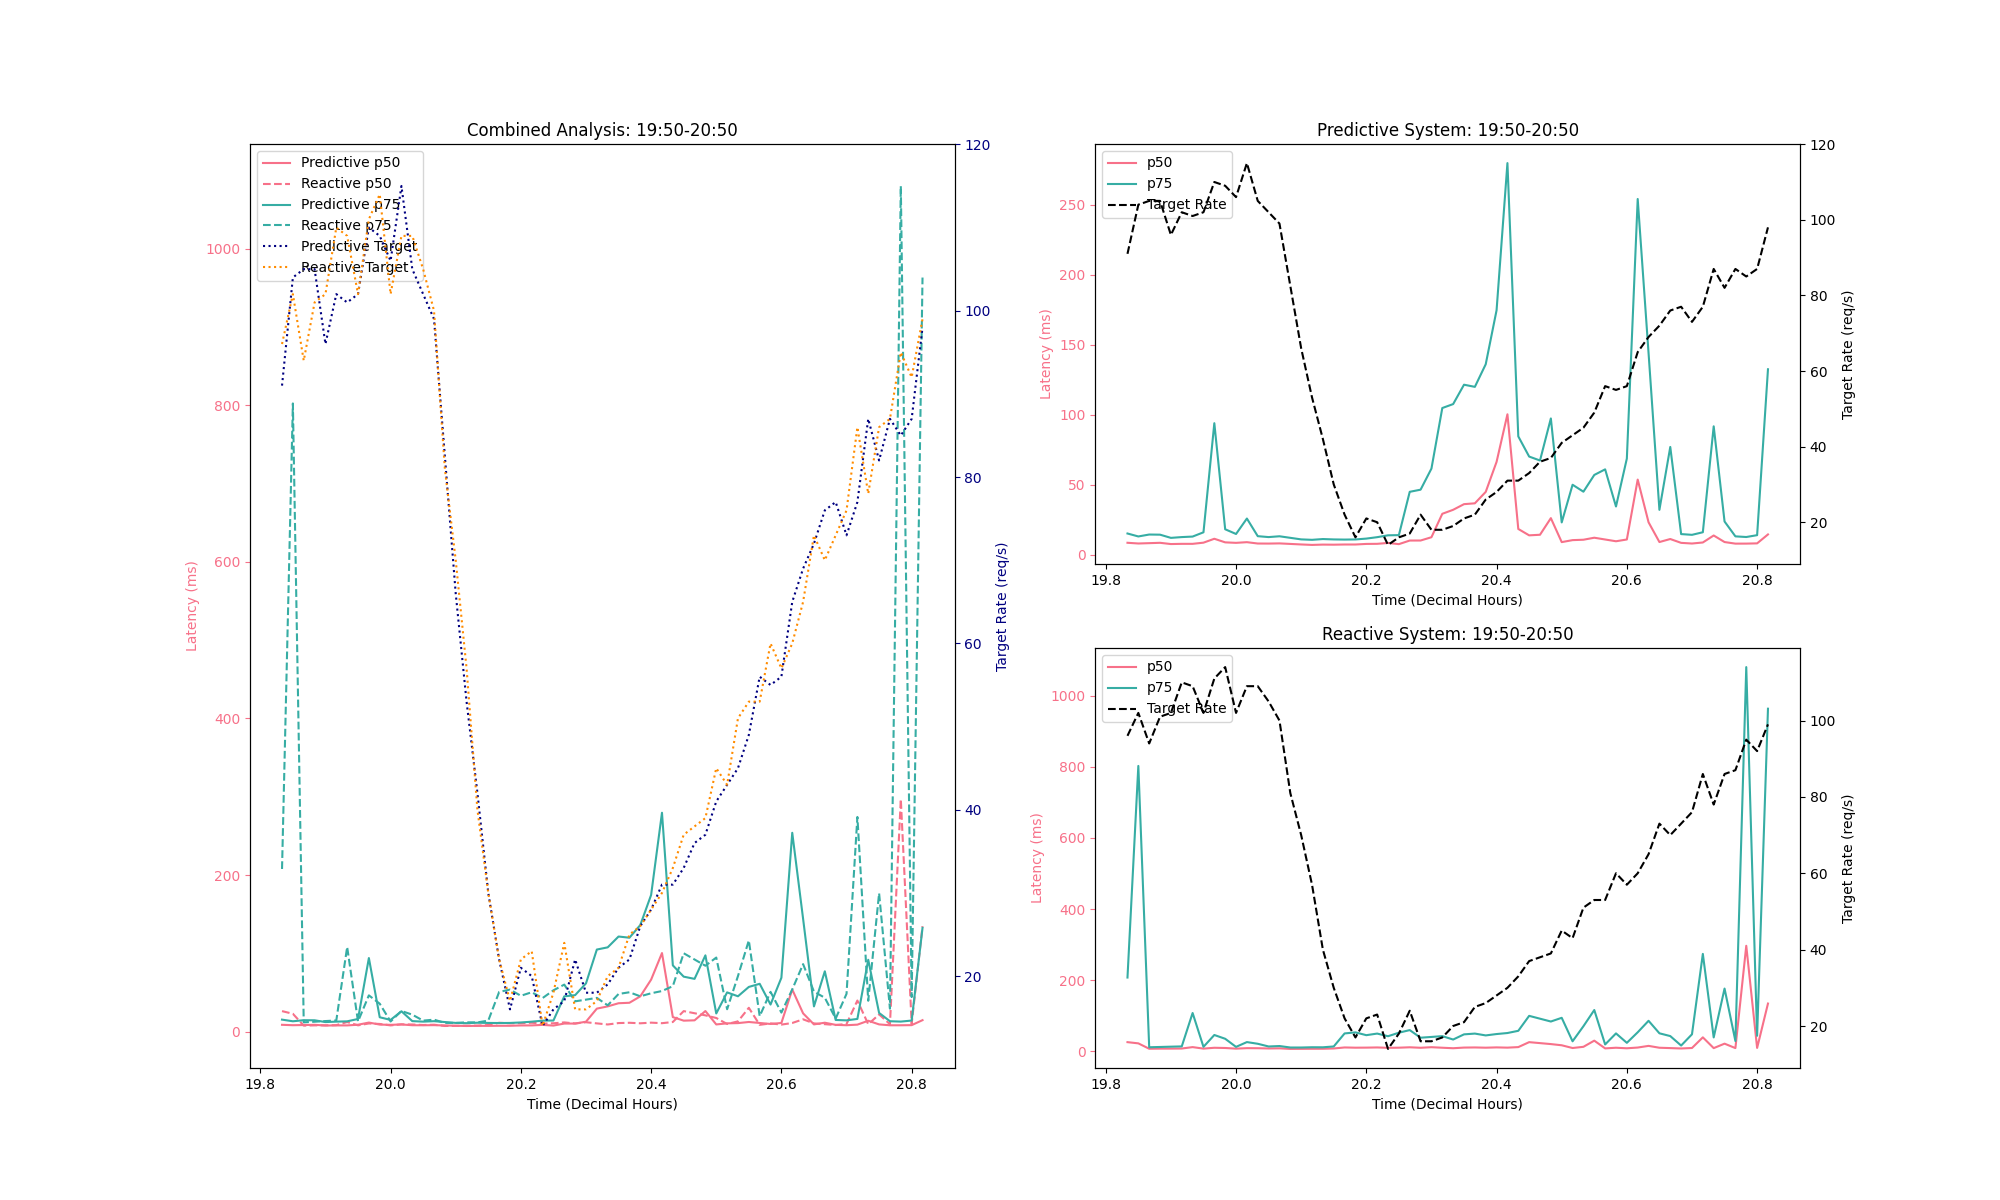 Combined Analysis: 19:50-20:50
Predictive p50
Reactive p50
Predictive p75
Reactive p75
Predictive Target
Reactive Target
1000
800
600
400
200
0
Latency (ms)
120
100
80
60
40
20
Target Rate (req/s)
19.8 20.0 20.2 20.4 20.6 20.8
Time (Decimal Hours)
Predictive System: 19:50-20:50
p50
p75
Target Rate
250
200
150
100
50
0
Latency (ms)
120
100
80
60
40
20
Target Rate (req/s)
19.8 20.0 20.2 20.4 20.6 20.8
Time (Decimal Hours)
Reactive System: 19:50-20:50
p50
p75
Target Rate
1000
800
600
400
200
0
Latency (ms)
100
80
60
40
20
Target Rate (req/s)
19.8 20.0 20.2 20.4 20.6 20.8
Time (Decimal Hours)